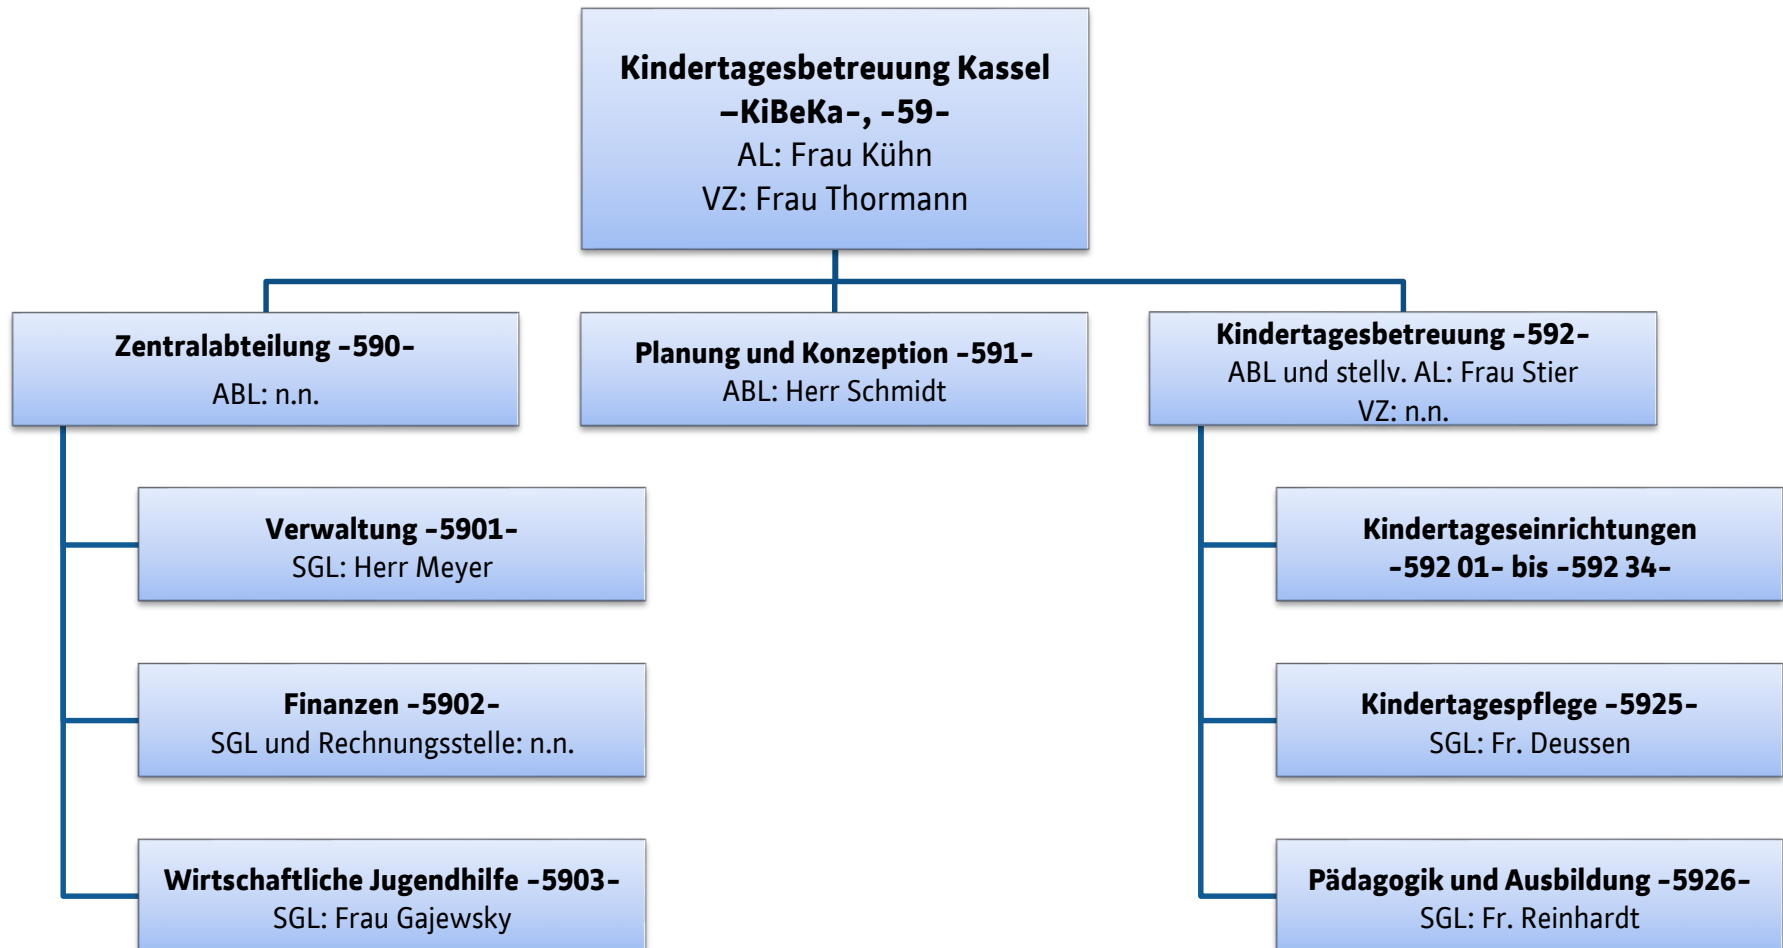 Kindertagesbetreuung Kassel
–KiBeKa-, -59-
AL: Frau Kühn
VZ: Frau Thormann
Zentralabteilung -590-
ABL: n.n.
Planung und Konzeption -591-
ABL: Herr Schmidt
Kindertagesbetreuung -592-
ABL und stellv. AL: Frau Stier
VZ: n.n.
Verwaltung -5901-
SGL: Herr Meyer
Finanzen -5902-
SGL und Rechnungsstelle: n.n.
Wirtschaftliche Jugendhilfe -5903-
SGL: Frau Gajewsky
Kindertageseinrichtungen
-592 01- bis -592 34-
Kindertagespflege -5925-
SGL: Fr. Deussen
Pädagogik und Ausbildung -5926-
SGL: Fr. Reinhardt